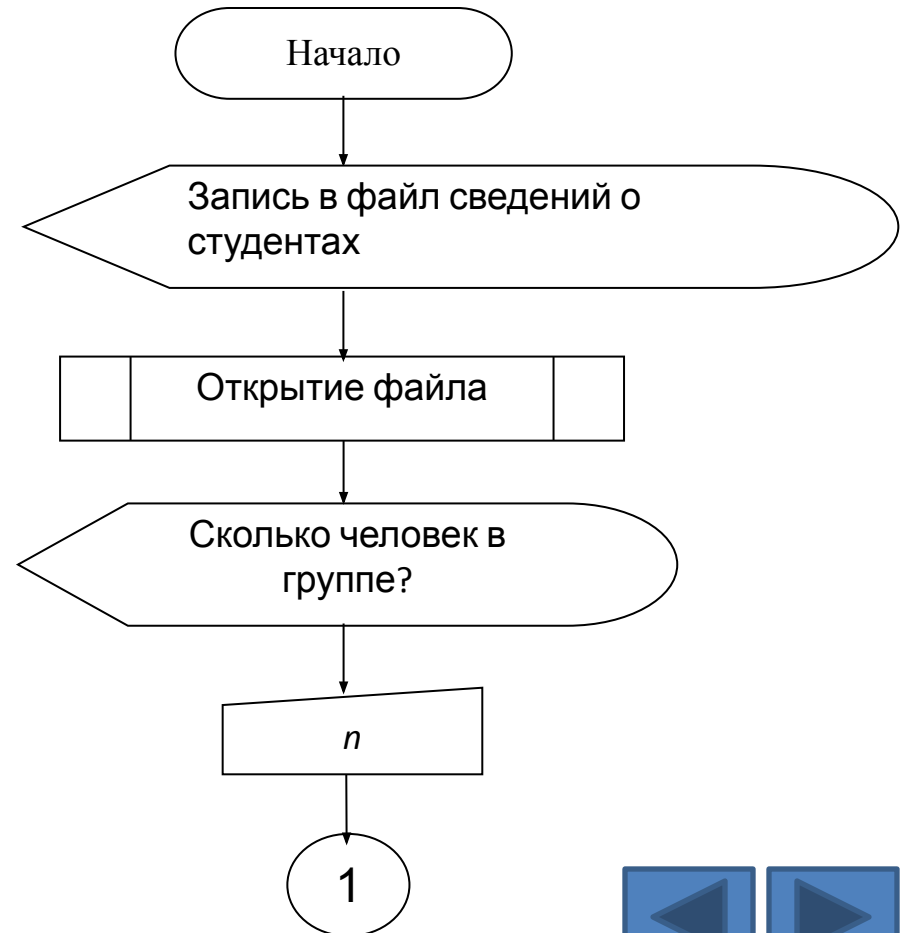 Начало
Запись в файл сведений о
студентах
Открытие файла
Сколько человек в
группе?
n
1